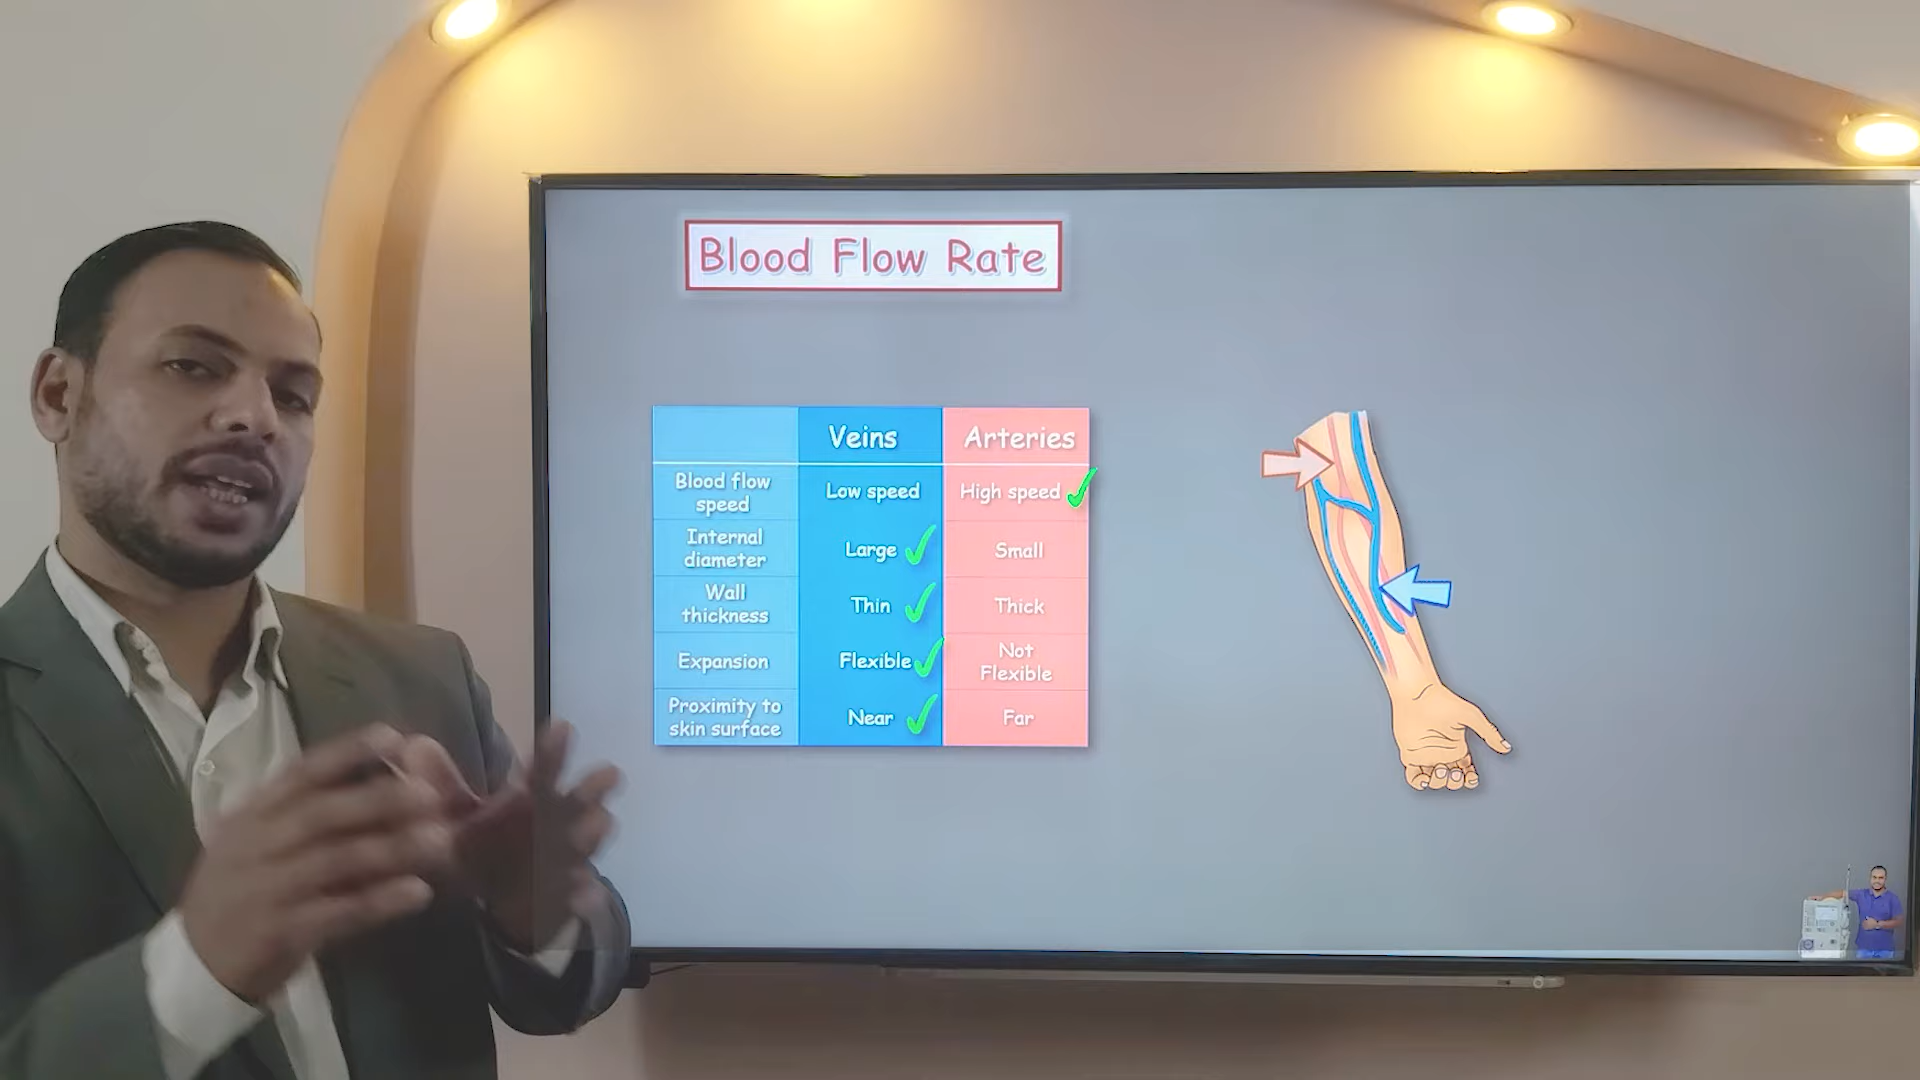 Blood Flow Rate
Veins Arteries
Blood flow speed Low speed High speed
Internal diameter Large Small
Wall thickness Thin Thick
Expansion Flexible Not Flexible
Proximity to skin surface Near Far